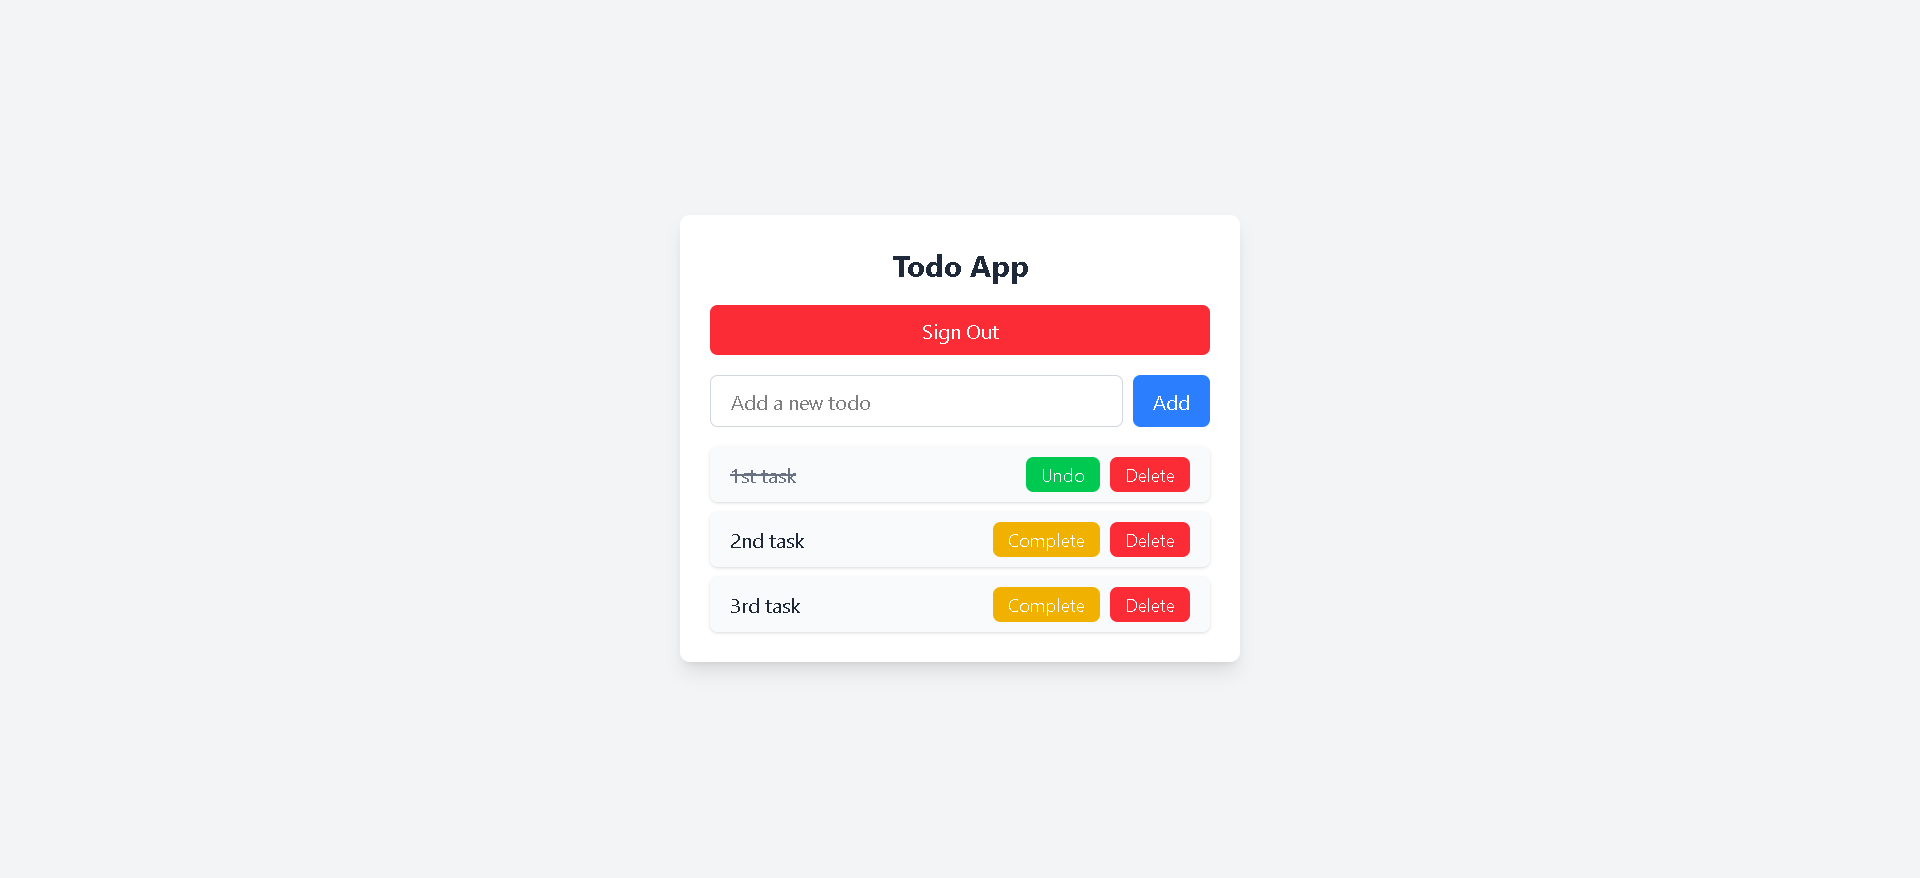 Todo App
Sign Out
Add a new todo Add
1st task Undo Delete
2nd task Complete Delete
3rd task Complete Delete